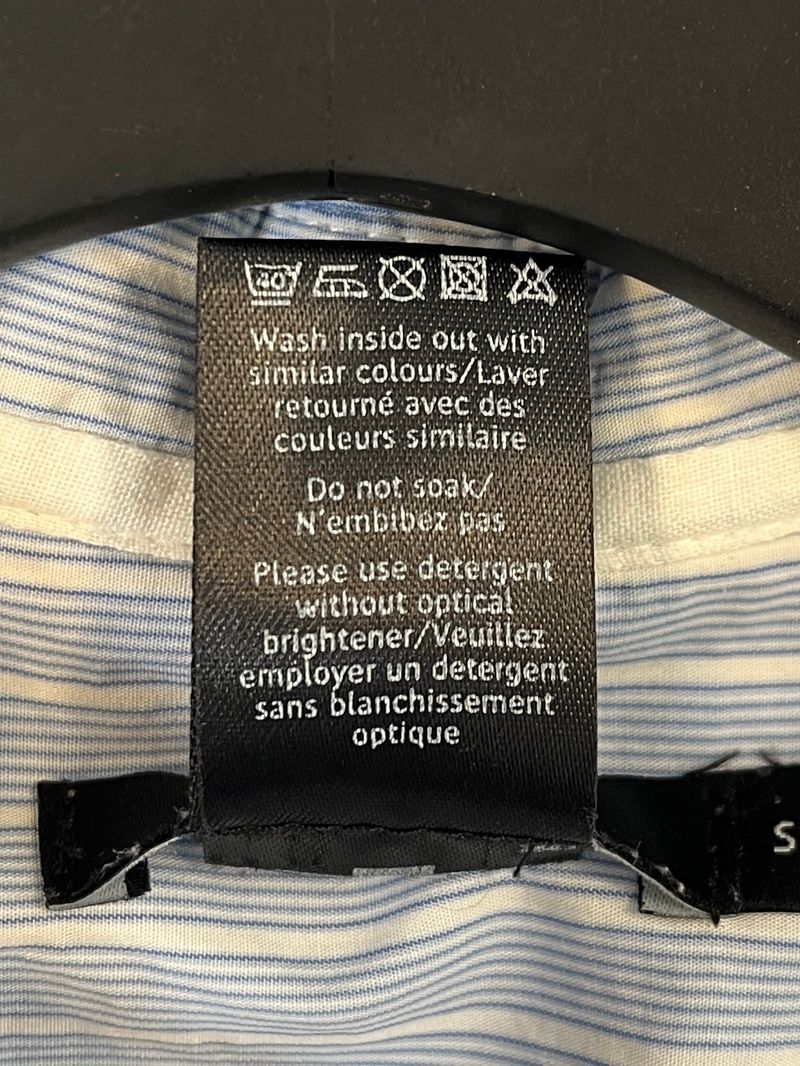 40
Wash inside out with
similar colours/Laver
retourné avec des
couleurs similaire
Do not soak/
N'embibez pas
Please use detergent
without optical
brightener/Veuillez
employer un detergent
sans blanchissement
optique
S